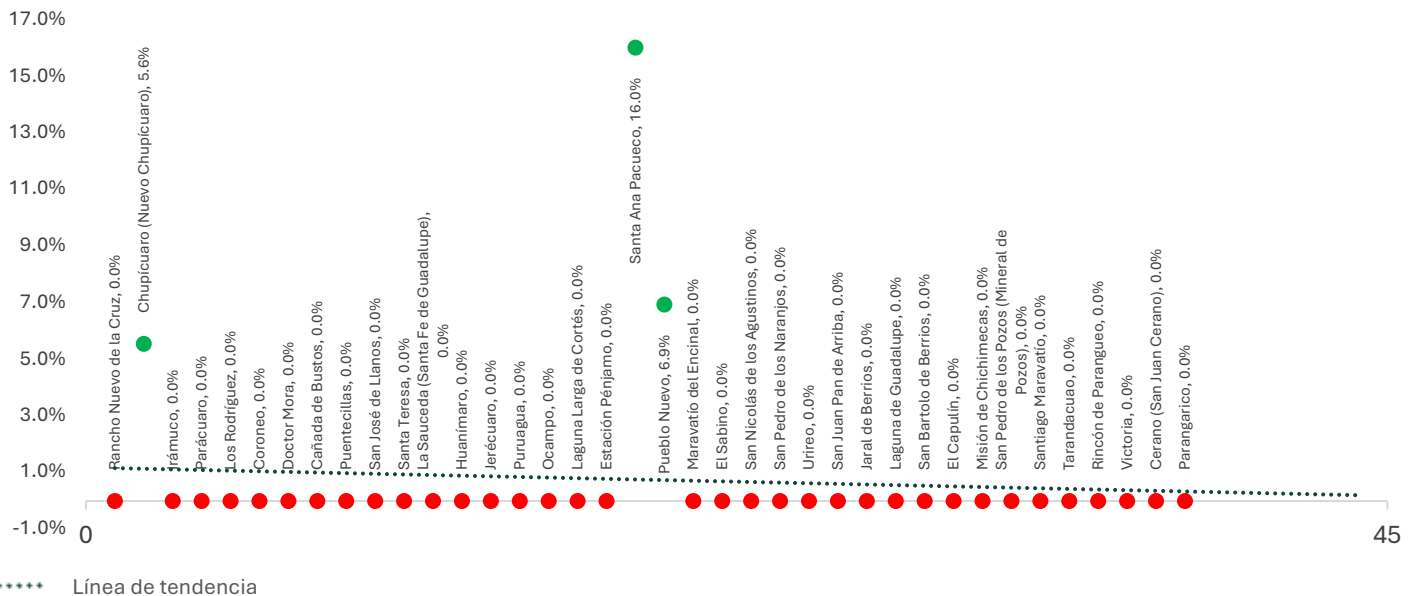 17.0%
15.0%
13.0%
11.0%
9.0%
7.0%
5.0%
3.0%
1.0%
-1.0%
Rancho Nuevo de la Cruz, 0.0%
Chupícuaro (Nuevo Chupícuaro), 5.6%
Irámuco, 0.0%
Parácuaro, 0.0%
Los Rodríguez, 0.0%
Coroneo, 0.0%
Doctor Mora, 0.0%
Cañada de Bustos, 0.0%
Puentecillas, 0.0%
San José de Llanos, 0.0%
Santa Teresa, 0.0%
La Sauceda (Santa Fe de Guadalupe),
0.0%
Huanímaro, 0.0%
Jerécuaro, 0.0%
Puruagua, 0.0%
Ocampo, 0.0%
Laguna Larga de Cortés, 0.0%
Estación Pénjamo, 0.0%
Santa Ana Pacueco, 16.0%
Pueblo Nuevo, 6.9%
Maravatío del Encinal, 0.0%
El Sabino, 0.0%
San Nicolás de los Agustinos, 0.0%
San Pedro de los Naranjos, 0.0%
Urireo, 0.0%
San Juan Pan de Arriba, 0.0%
Jaral de Berrios, 0.0%
Laguna de Guadalupe, 0.0%
San Bartolo de Berrios, 0.0%
El Capulín, 0.0%
Misión de Chichimecas, 0.0%
San Pedro de los Pozos (Mineral de
Pozos), 0.0%
Santiago Maravatío, 0.0%
Tarandacuao, 0.0%
Rincón de Parangueo, 0.0%
Victoria, 0.0%
Cerano (San Juan Cerano), 0.0%
Parangarico, 0.0%
0
45
Línea de tendencia